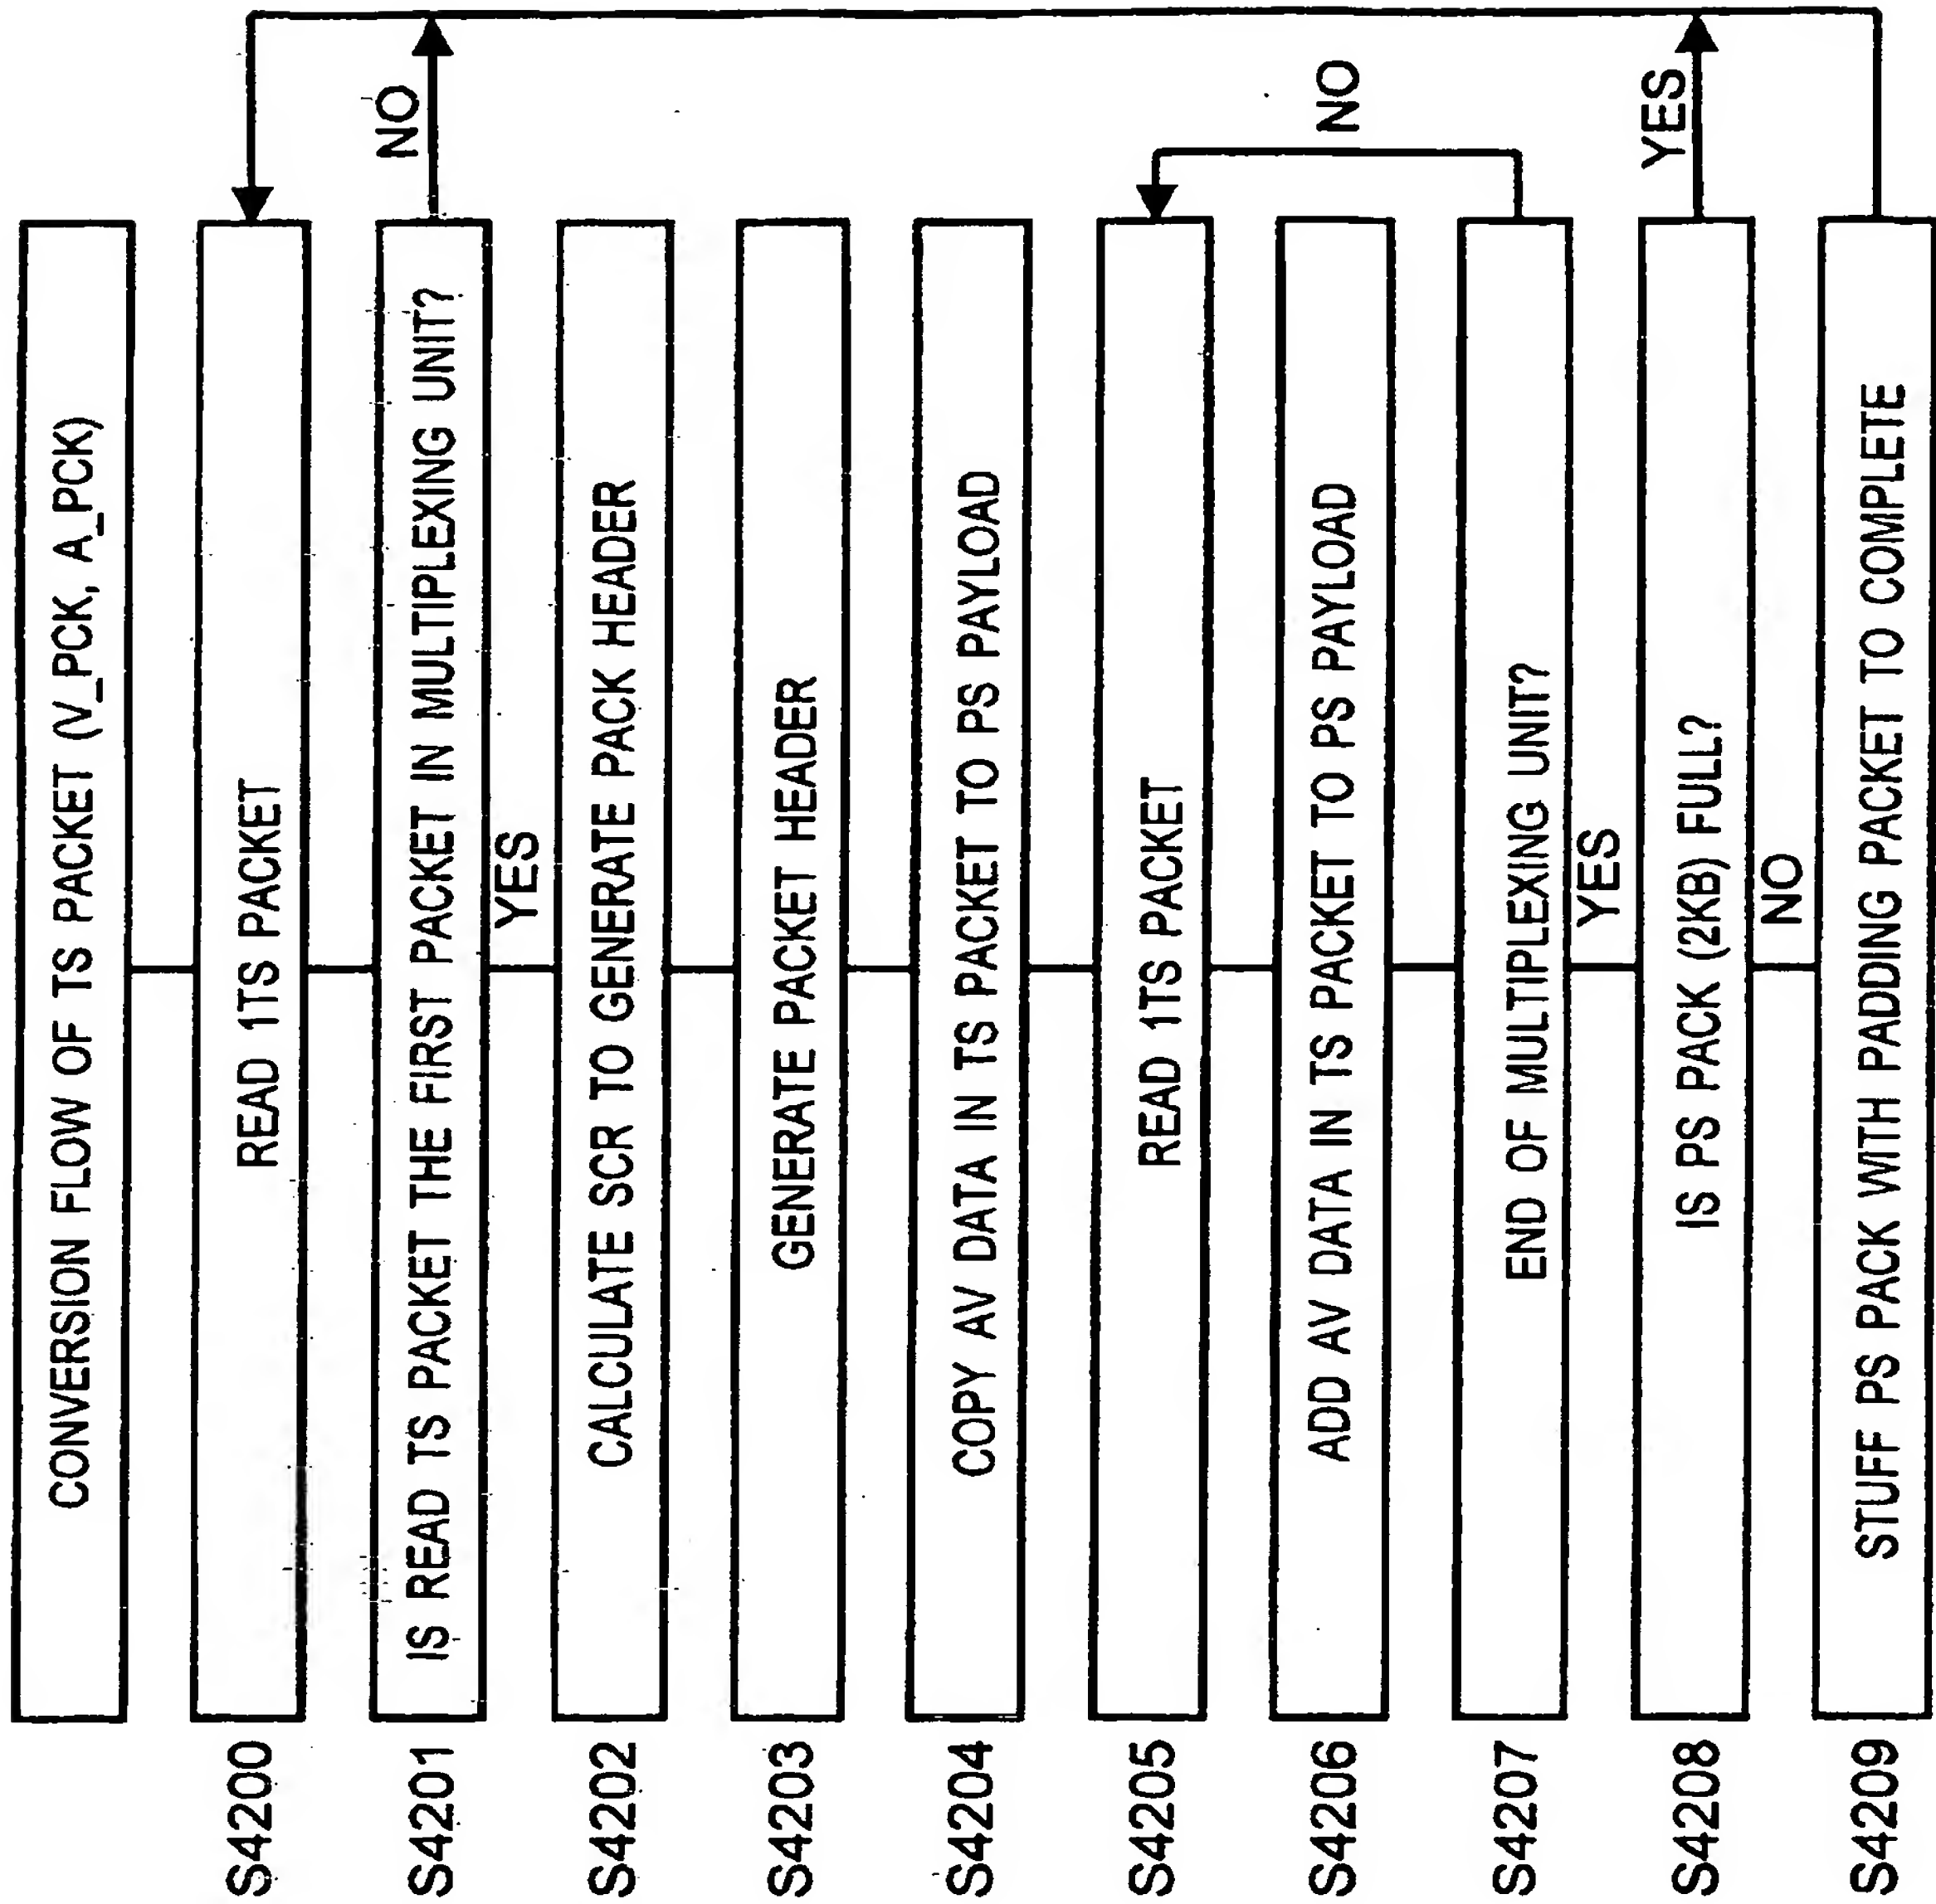 CONVERSION FLOW OF TS PACKET (V_PCK, A_PCK)
S4200 READ 1TS PACKET
S4201 IS READ TS PACKET THE FIRST PACKET IN MULTIPLEXING UNIT? NO
YES
S4202 CALCULATE SCR TO GENERATE PACK HEADER
S4203 GENERATE PACKET HEADER
S4204 COPY AV DATA IN TS PACKET TO PS PAYLOAD
S4205 READ 1TS PACKET
S4206 ADD AV DATA IN TS PACKET TO PS PAYLOAD NO
S4207 END OF MULTIPLEXING UNIT?
YES
S4208 IS PS PACK (2KB) FULL? YES
NO
S4209 STUFF PS PACK WITH PADDING PACKET TO COMPLETE